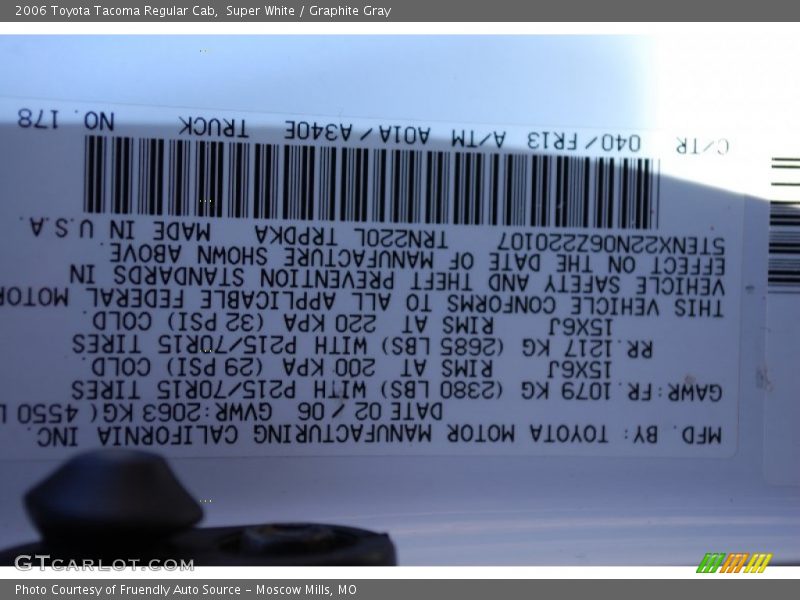 2006 Toyota Tacoma Regular Cab, Super White / Graphite Gray
MFD. BY: TOYOTA MOTOR MANUFACTURING CALIFORNIA INC.
DATE 02 / 06 GVWR: 2063 KG ( 4550 L
GAWR: FR. 1079 KG (2380 LBS) WITH P215/70R15 TIRES
15X6J RIMS AT 200 KPA (29 PSI) COLD.
RR. 1217 KG (2685 LBS) WITH P215/70R15 TIRES
15X6J RIMS AT 220 KPA (32 PSI) COLD.
THIS VEHICLE CONFORMS TO ALL APPLICABLE FEDERAL MOTOR
VEHICLE SAFETY AND THEFT PREVENTION STANDARDS IN
EFFECT ON THE DATE OF MANUFACTURE SHOWN ABOVE.
5TENX22N06Z220107 TRN220L TRPDKA MADE IN U.S.A.
C/TR 040/FR13 A/TM A01A/A340E TRUCK NO. 178
GTCARLOT.COM
Photo Courtesy of Fruendly Auto Source - Moscow Mills, MO